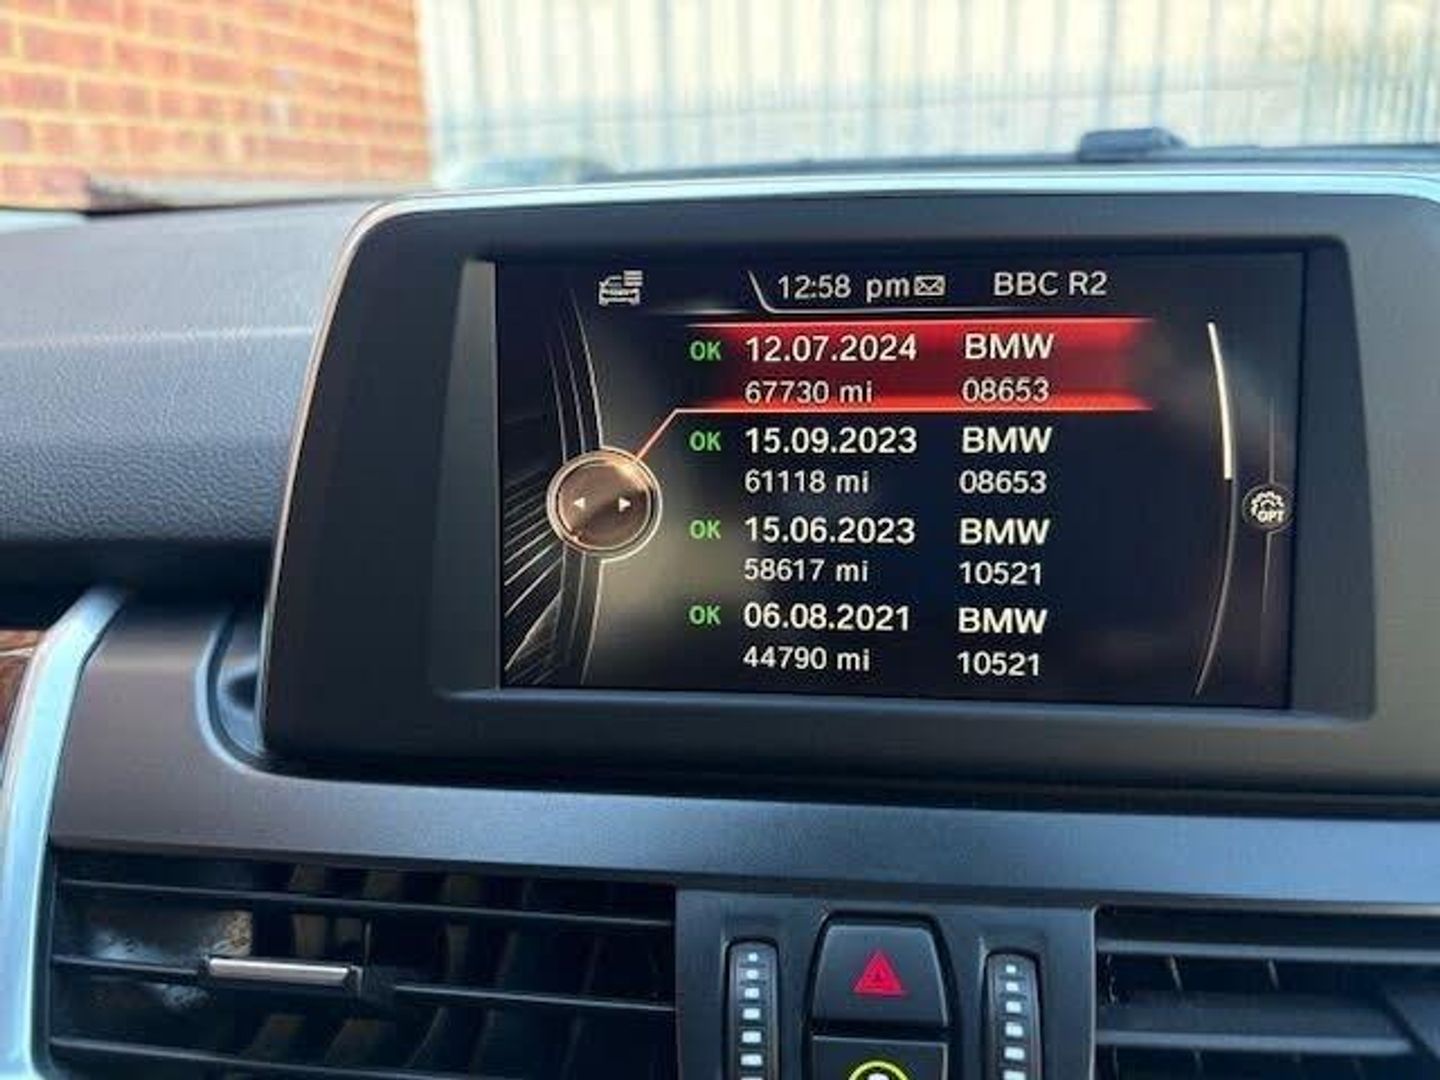 12:58 pm BBC R2
OK 12.07.2024 BMW
67730 mi 08653
OK 15.09.2023 BMW
61118 mi 08653
OK 15.06.2023 BMW
58617 mi 10521
OK 06.08.2021 BMW
44790 mi 10521
OPT